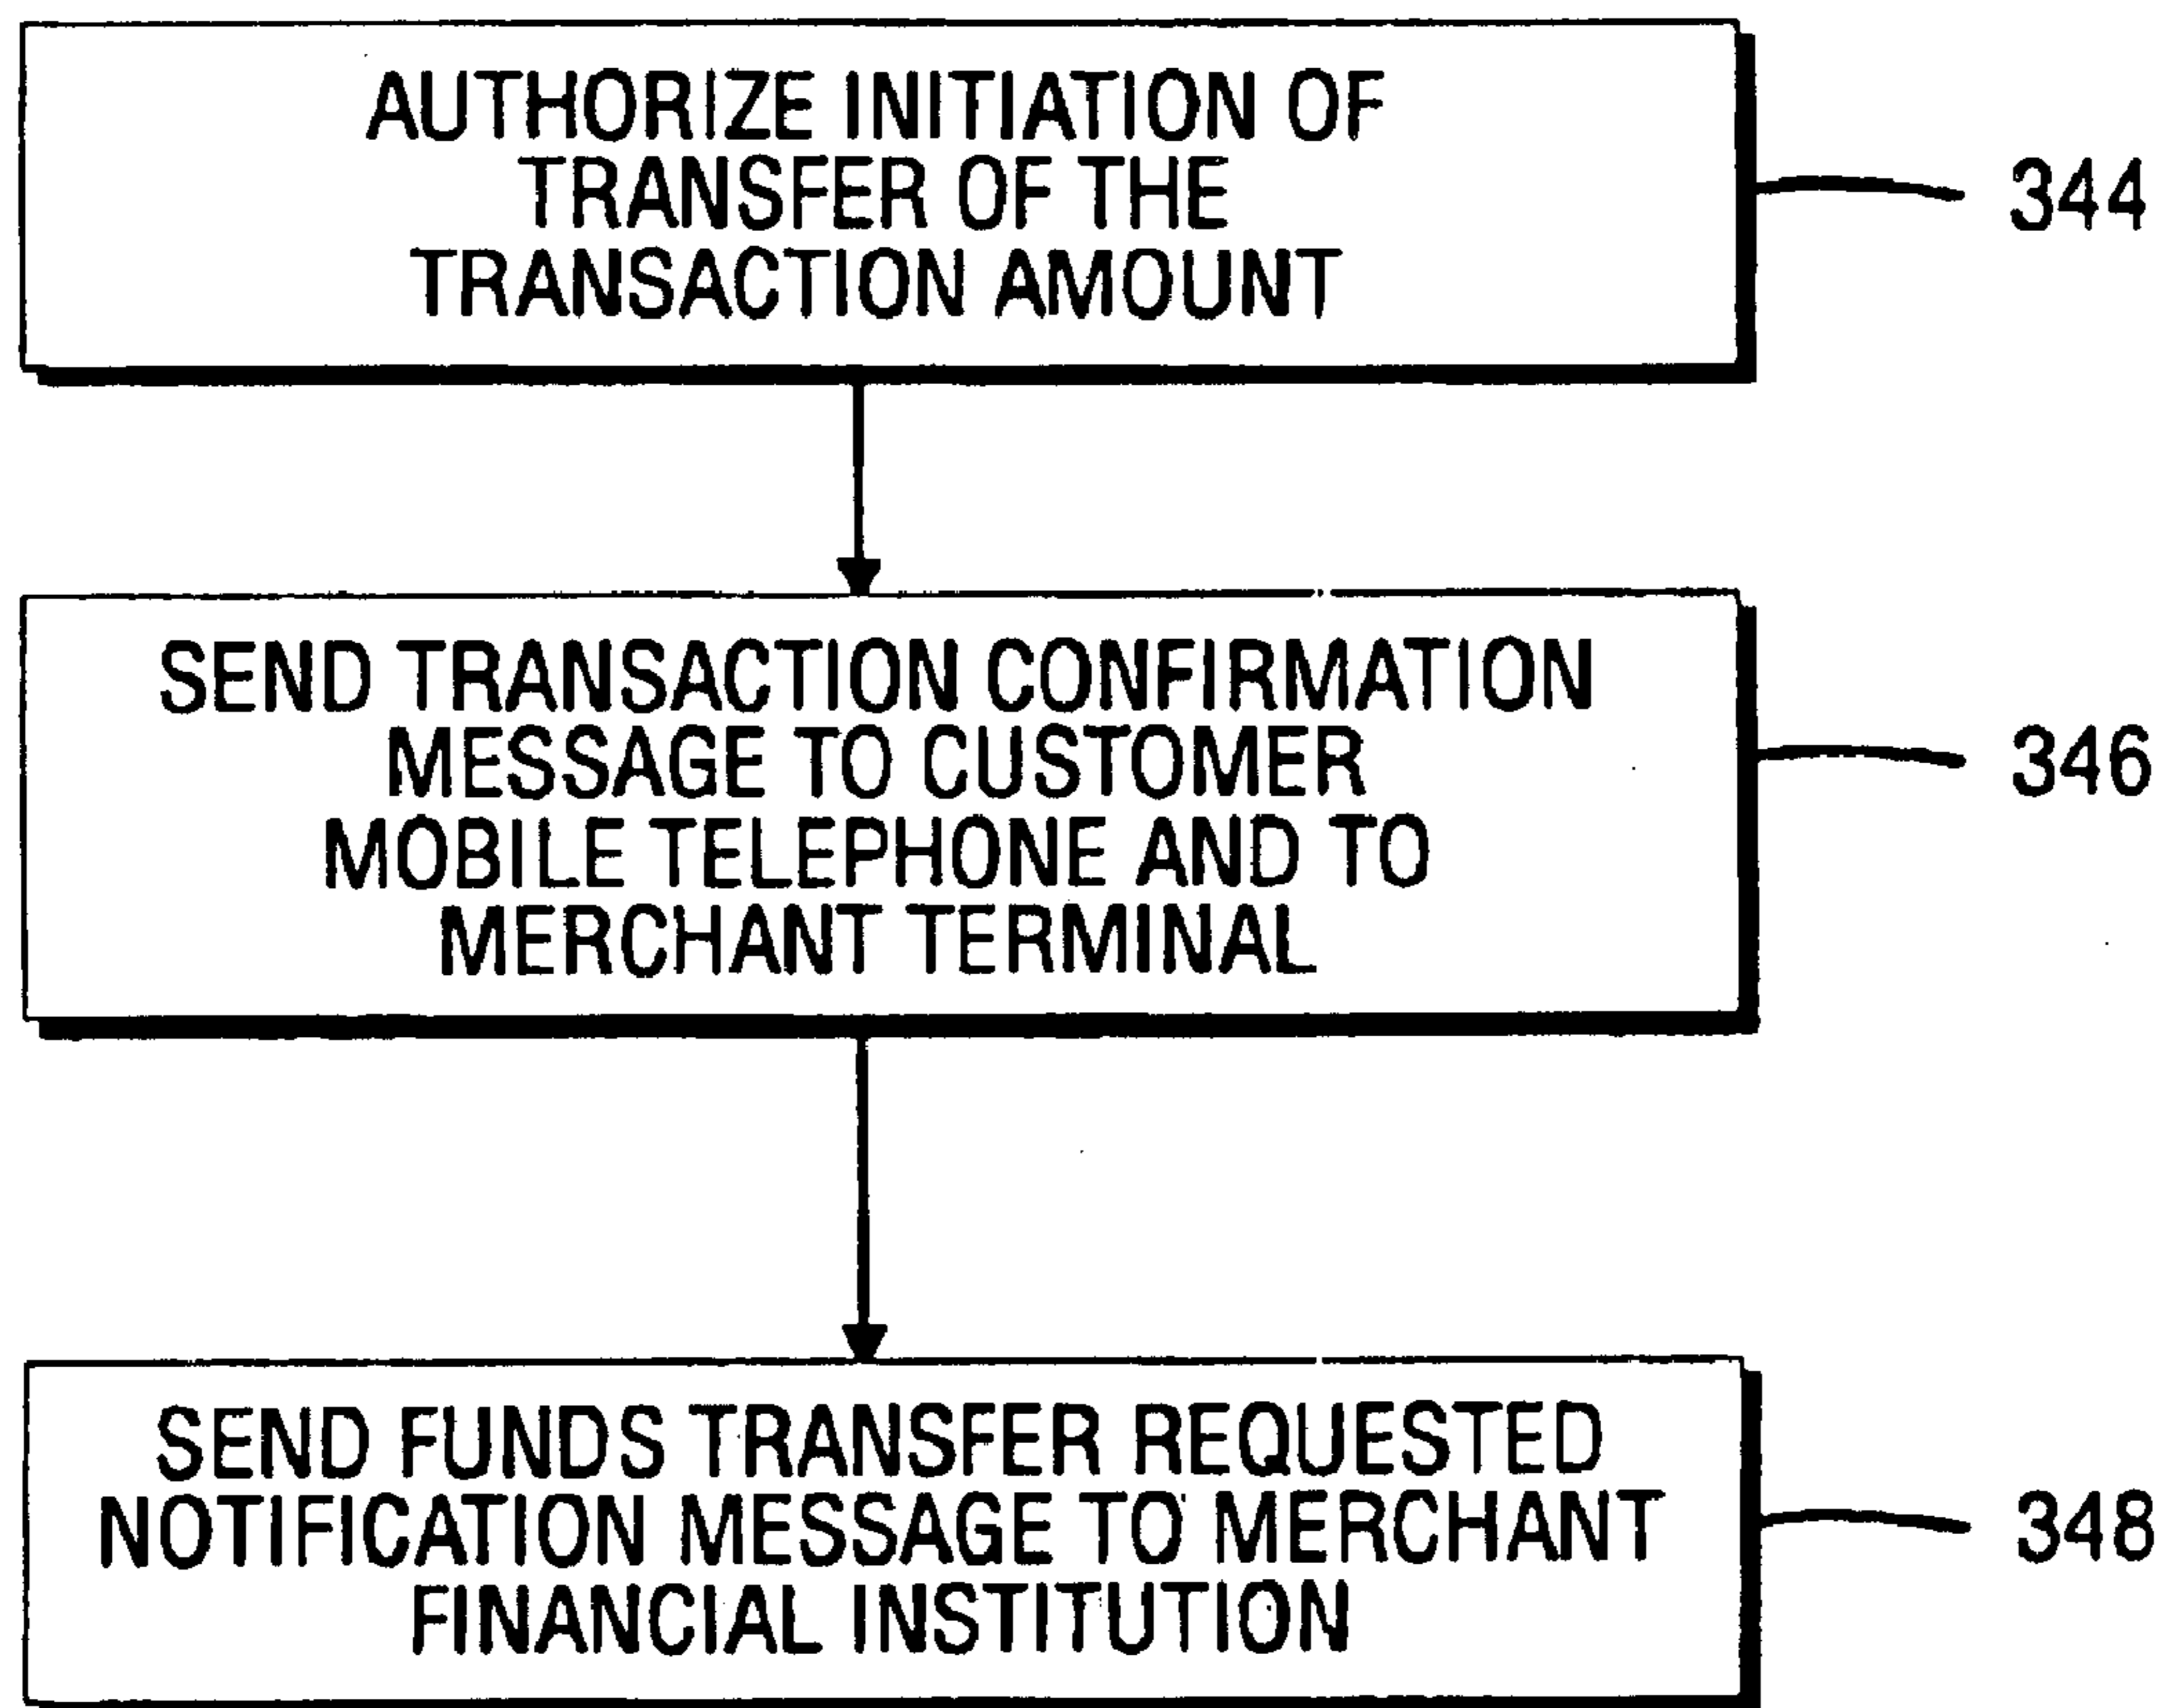 AUTHORIZE INITIATION OF
TRANSFER OF THE
TRANSACTION AMOUNT
344
SEND TRANSACTION CONFIRMATION
MESSAGE TO CUSTOMER
MOBILE TELEPHONE AND TO
MERCHANT TERMINAL
346
SEND FUNDS TRANSFER REQUESTED
NOTIFICATION MESSAGE TO MERCHANT
FINANCIAL INSTITUTION
348